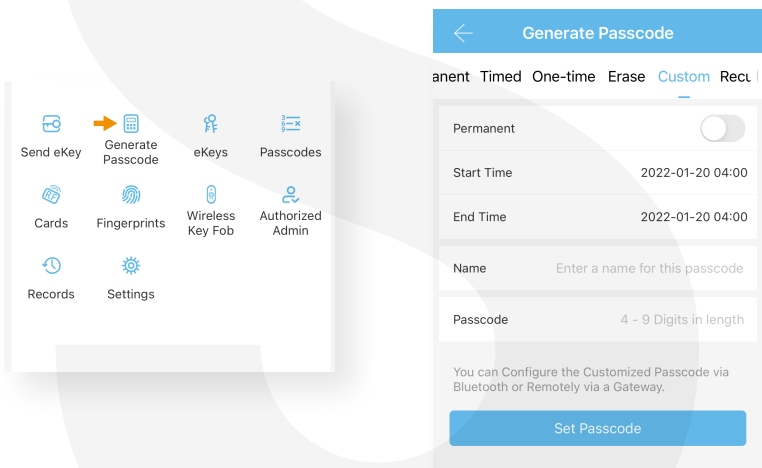 Send eKey
Generate
Passcode
eKeys
Passcodes
Cards
Fingerprints
Wireless
Key Fob
Authorized
Admin
Records
Settings
Generate Passcode
anent Timed One-time Erase Custom Recu
Permanent
Start Time 2022-01-20 04:00
End Time 2022-01-20 04:00
Name Enter a name for this passcode
Passcode 4 - 9 Digits in length
You can Configure the Customized Passcode via
Bluetooth or Remotely via a Gateway.
Set Passcode